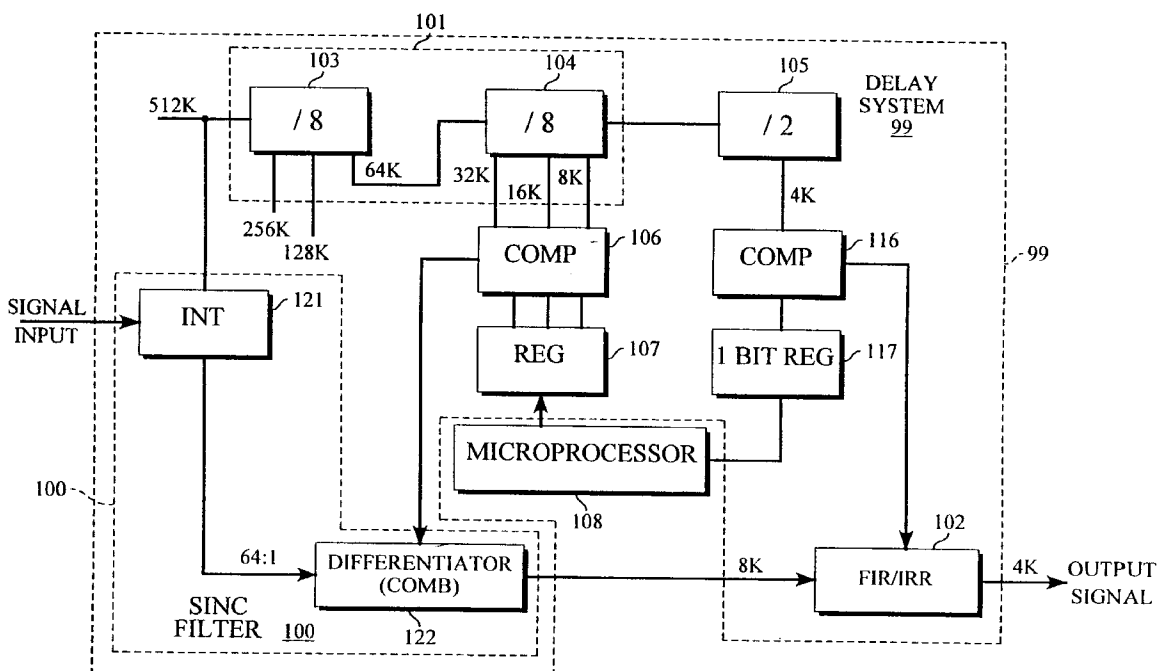 101
103
104
105
DELAY
SYSTEM
99
512K
/ 8
/ 8
/ 2
64K
32K
16K
8K
4K
256K
128K
106
116
COMP
COMP
99
121
SIGNAL
INPUT
INT
REG
107
1 BIT REG
117
MICROPROCESSOR
100
108
102
64:1
DIFFERENTIATOR
(COMB)
8K
FIR/IRR
4K
OUTPUT
SIGNAL
SINC
FILTER
100
122